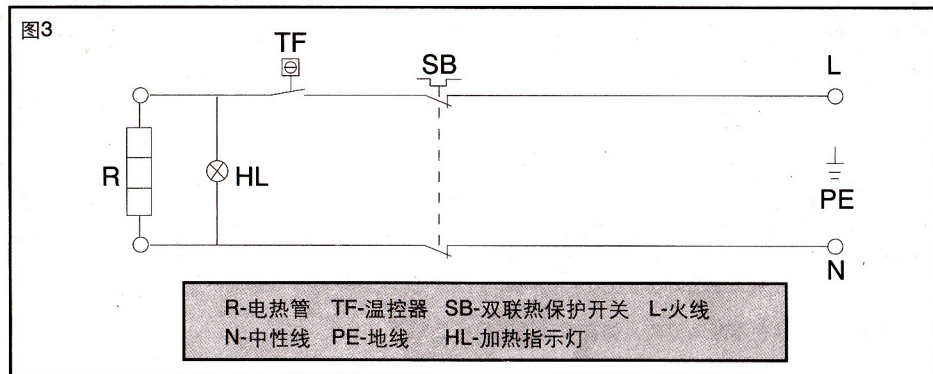 图3
TF
SB
L
R
HL
PE
N
R-电热管 TF-温控器 SB-双联热保护开关 L-火线
N-中性线 PE-地线 HL-加热指示灯